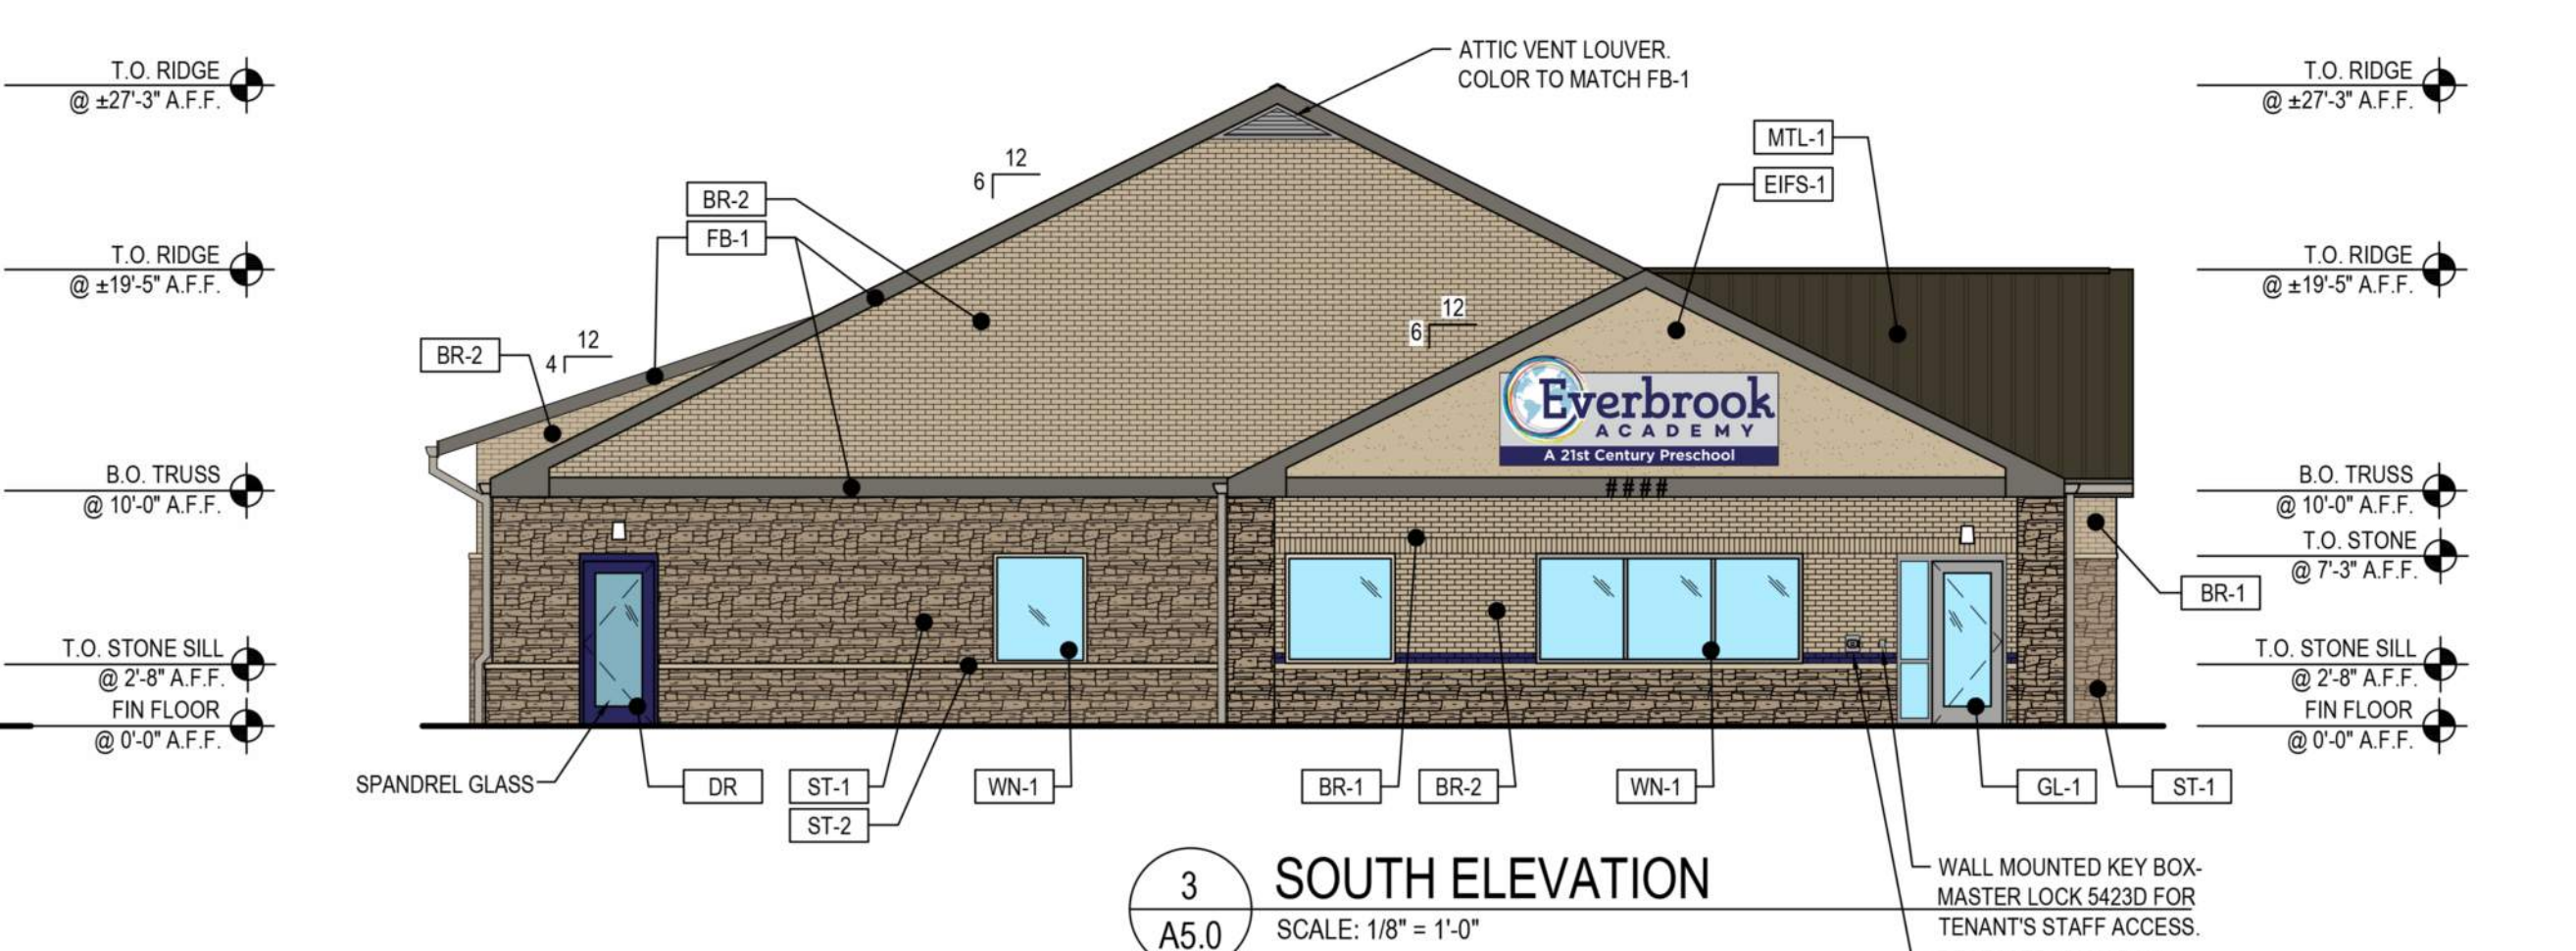 ATTIC VENT LOUVER.
COLOR TO MATCH FB-1
T.O. RIDGE
@ ±27'-3" A.F.F.
T.O. RIDGE
@ ±27'-3" A.F.F.
MTL-1
EIFS-1
12
6
BR-2
FB-1
T.O. RIDGE
@ ±19'-5" A.F.F.
T.O. RIDGE
@ ±19'-5" A.F.F.
12
6
12
4
BR-2
Everbrook
ACADEMY
A 21st Century Preschool
####
B.O. TRUSS
@ 10'-0" A.F.F.
B.O. TRUSS
@ 10'-0" A.F.F.
T.O. STONE
@ 7'-3" A.F.F.
BR-1
T.O. STONE SILL
@ 2'-8" A.F.F.
T.O. STONE SILL
@ 2'-8" A.F.F.
FIN FLOOR
@ 0'-0" A.F.F.
FIN FLOOR
@ 0'-0" A.F.F.
SPANDREL GLASS
DR
ST-1
ST-2
WN-1
BR-1
BR-2
WN-1
GL-1
ST-1
3
A5.0
SOUTH ELEVATION
SCALE: 1/8" = 1'-0"
WALL MOUNTED KEY BOX-
MASTER LOCK 5423D FOR
TENANT'S STAFF ACCESS.